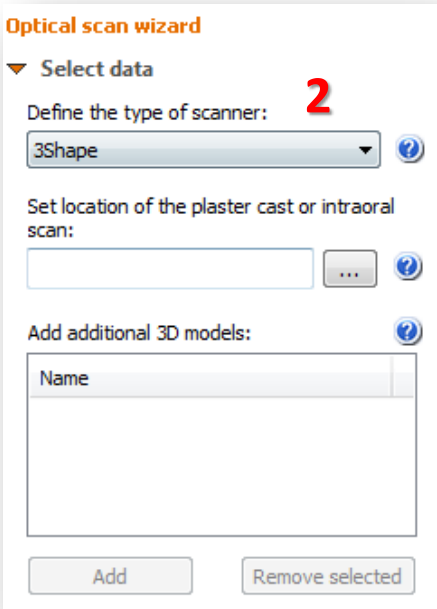 Optical scan wizard
Select data
Define the type of scanner:
2
3Shape
?
Set location of the plaster cast or intraoral
scan:
...
?
Add additional 3D models:
?
Name
Add
Remove selected